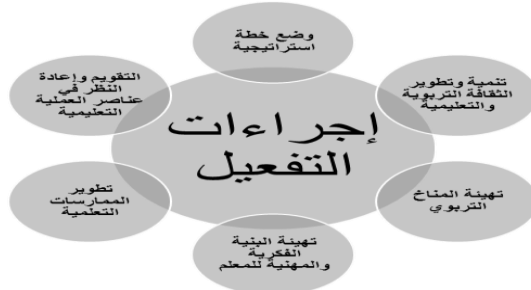 وضع خطة
استراتيجية
تنمية وتطوير
الثقافة التربوية
والتعليمية
تهيئة المناخ
التربوي
تهيئة البنية
الفكرية
والمهنية للمعلم
تطوير
الممارسات
التعلمية
التقويم وإعادة
النظر في
عناصر العملية
التعليمية
إجراءات
التفعيل